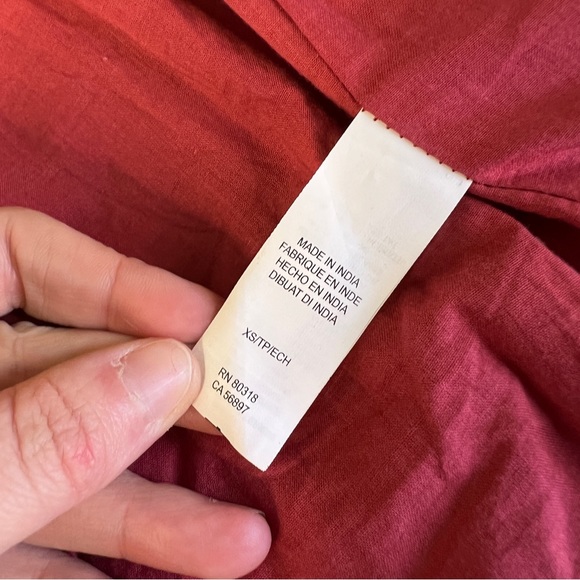 MADE IN INDIA
FABRIQUE EN INDE
HECHO EN INDIA
DIBUAT DI INDIA
XS/TP/ECH
RN 80318
CA 56897